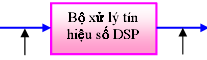 Bộ xử lý tín
hiệu số DSP